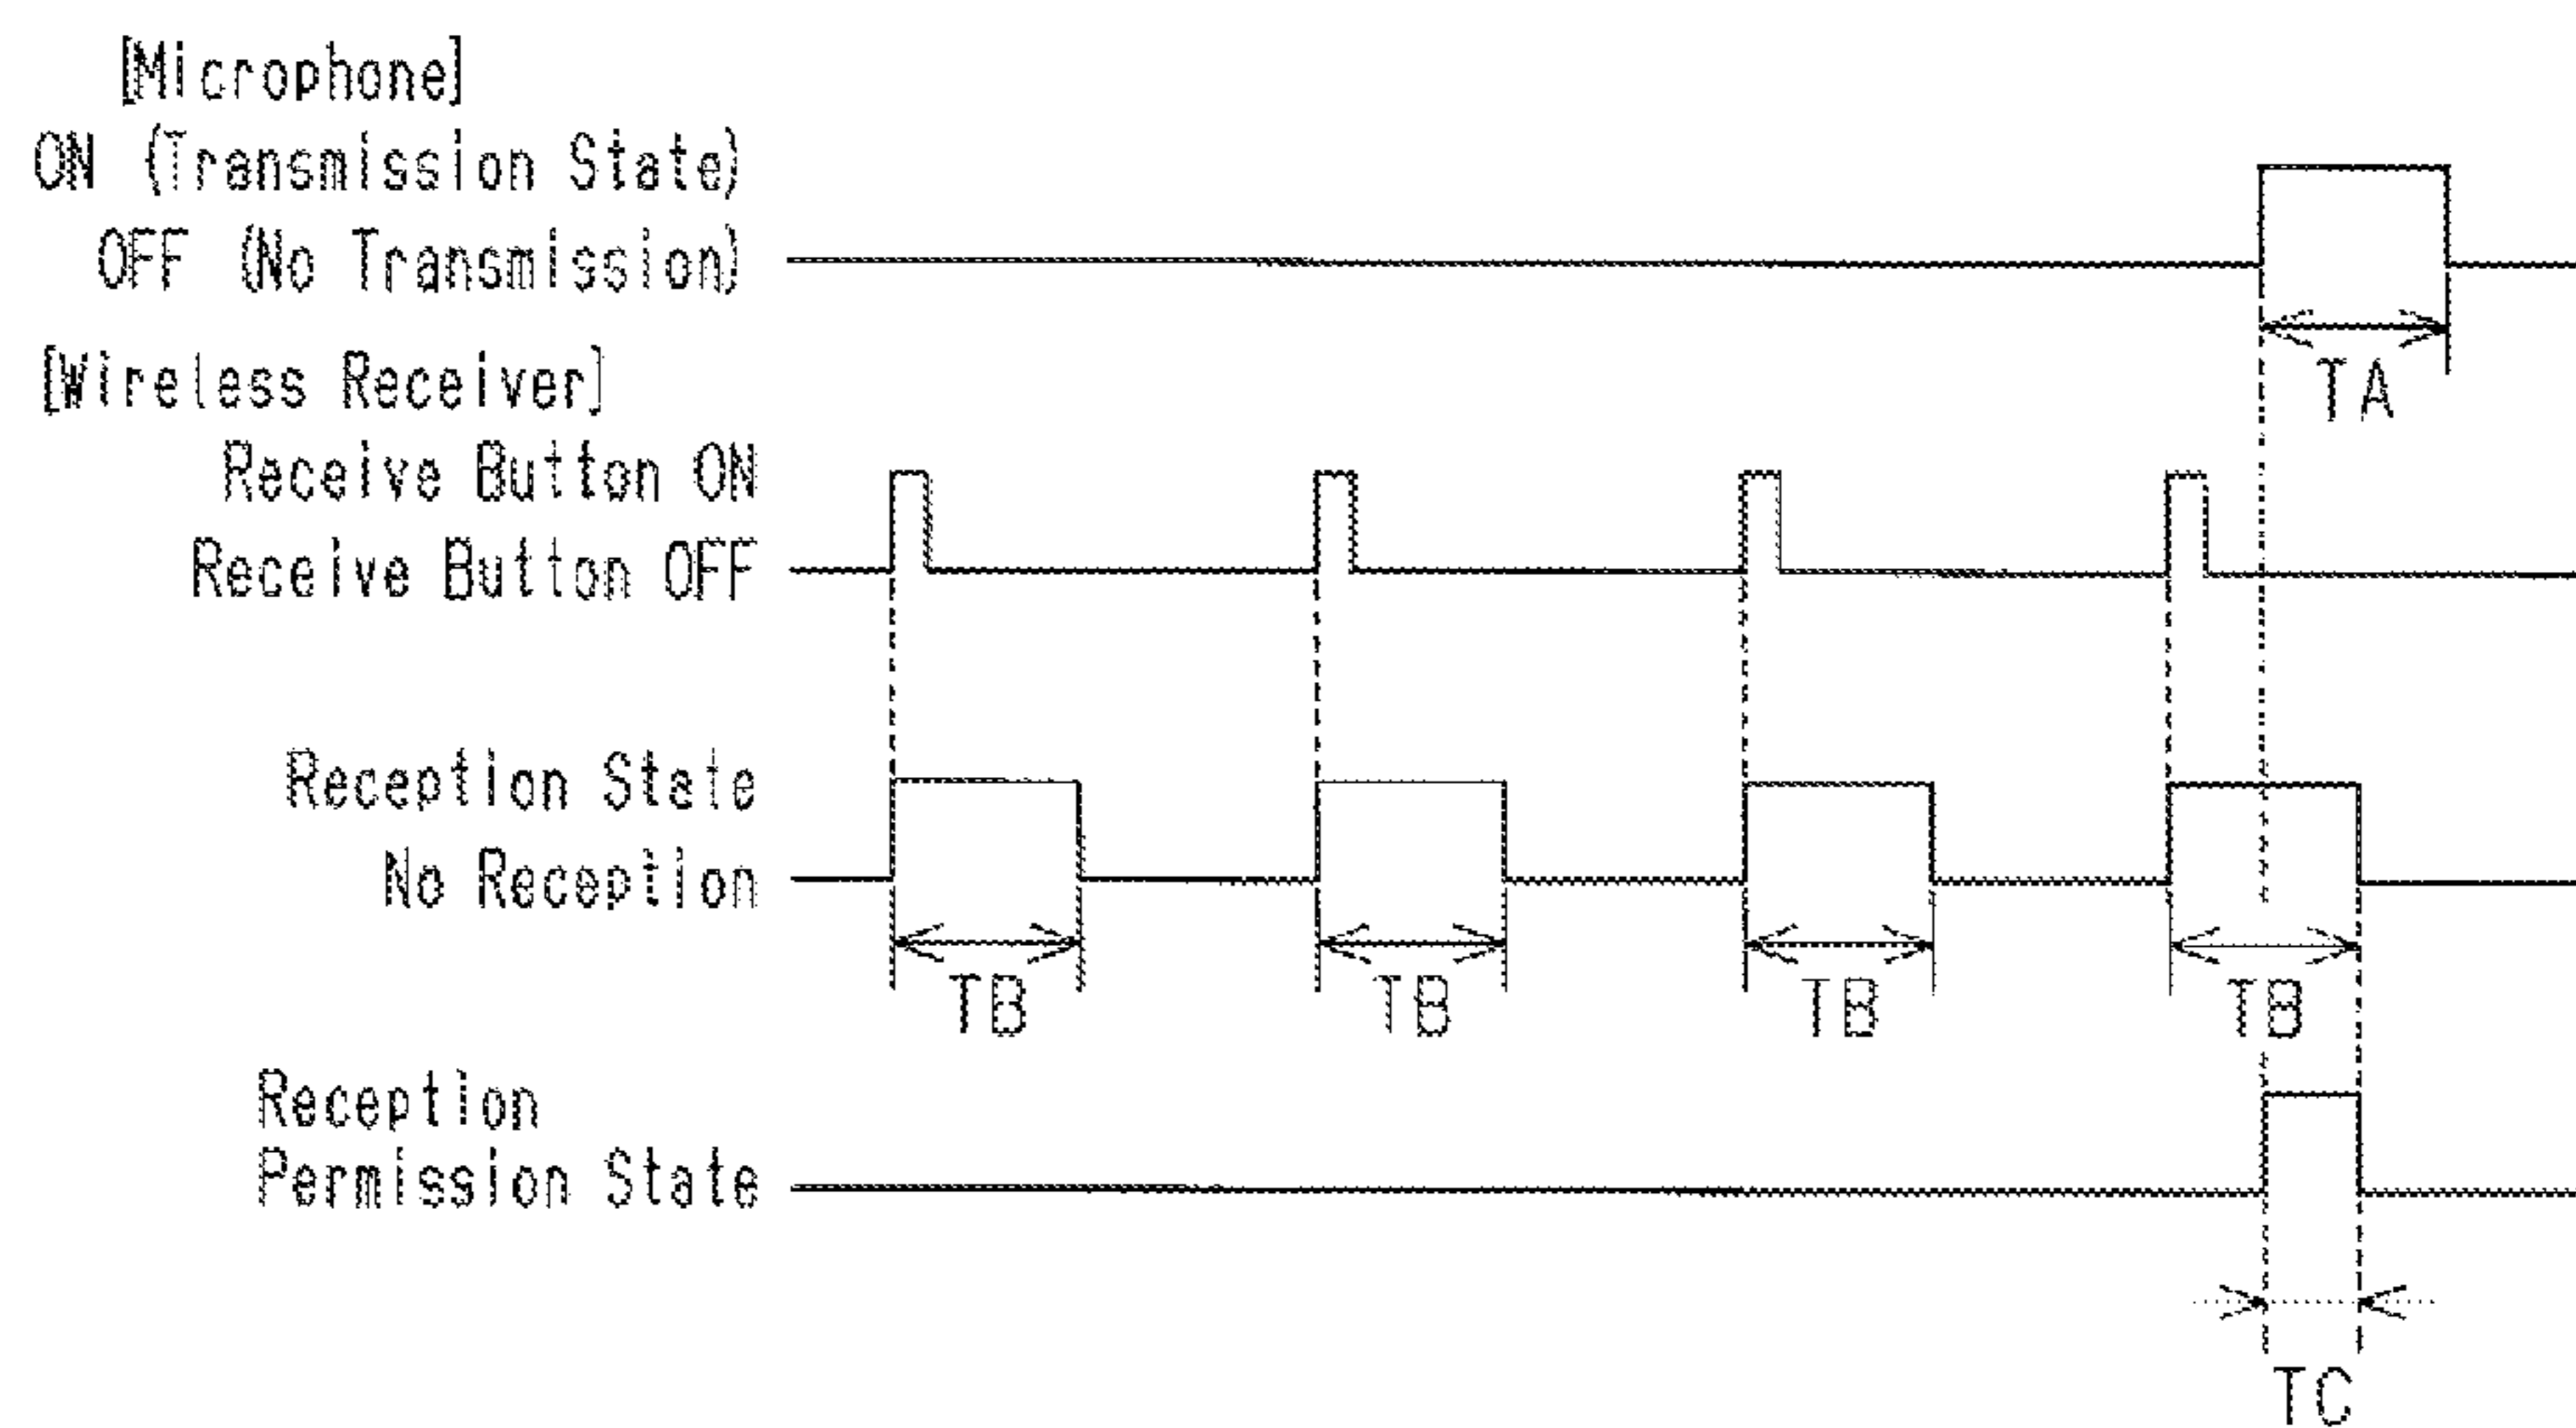 [Microphone]
ON (Transmission State)
OFF (No Transmission)
TA
[Wireless Receiver]
Receive Button ON
Receive Button OFF
Reception State
No Reception
TB TB TB TB
Reception
Permission State
TC